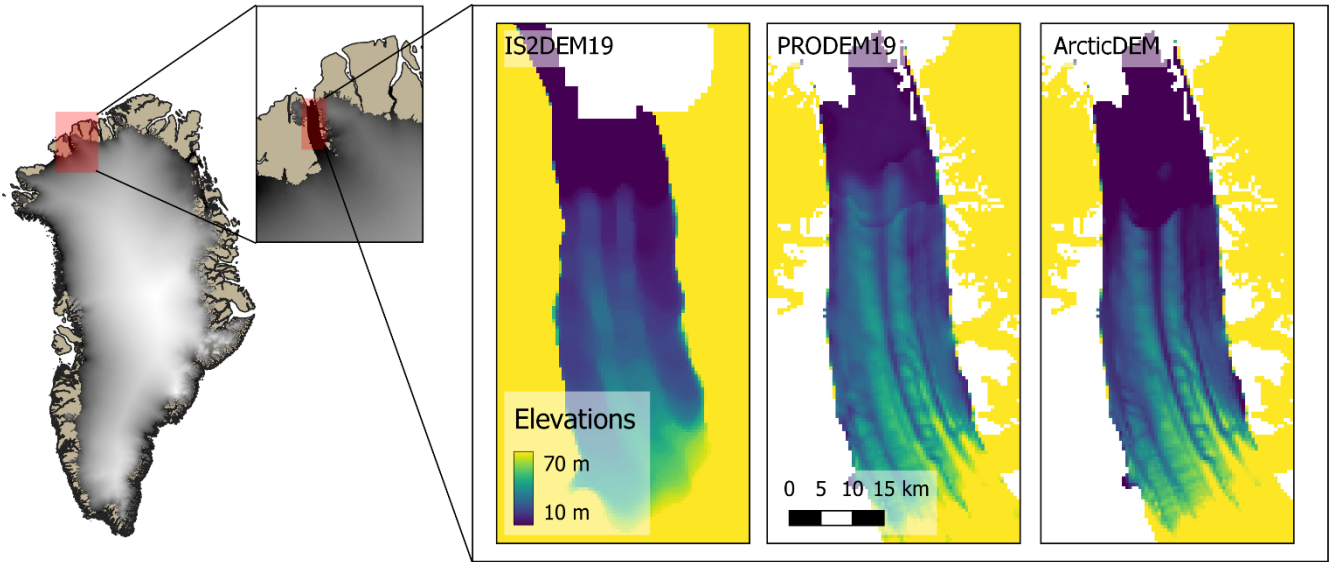 IS2DEM19
PRODEM19
ArcticDEM
Elevations
70 m
10 m
0 5 10 15 km